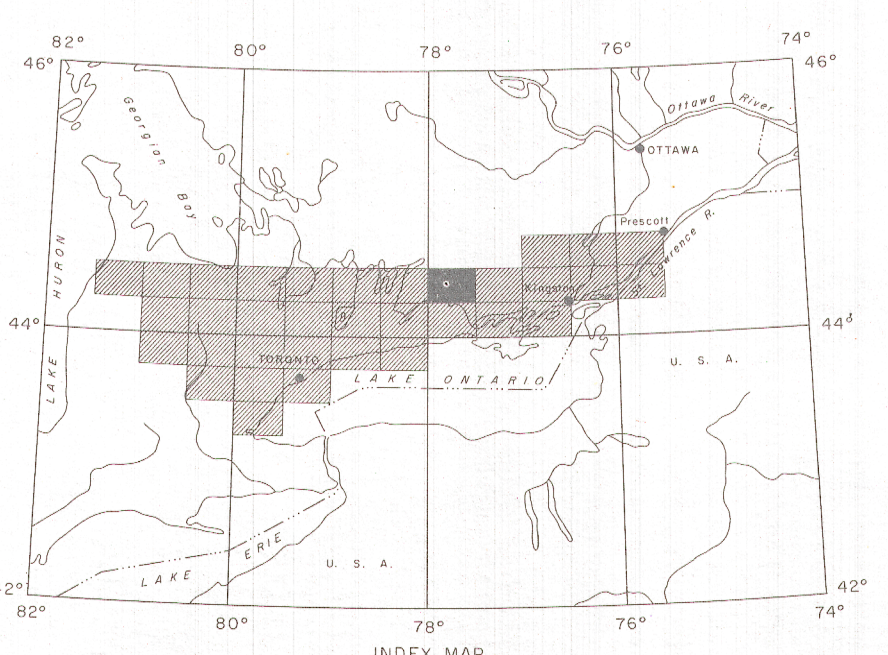 82°
80°
78°
76°
74°
46°
46°
Georgian
Bay
Ottawa River
OTTAWA
Prescott
St. Lawrence R.
Kingston
LAKE HURON
44°
44°
TORONTO
LAKE ONTARIO
U. S. A.
LAKE ERIE
U. S. A.
2°
42°
82°
80°
78°
76°
74°
INDEX MAP